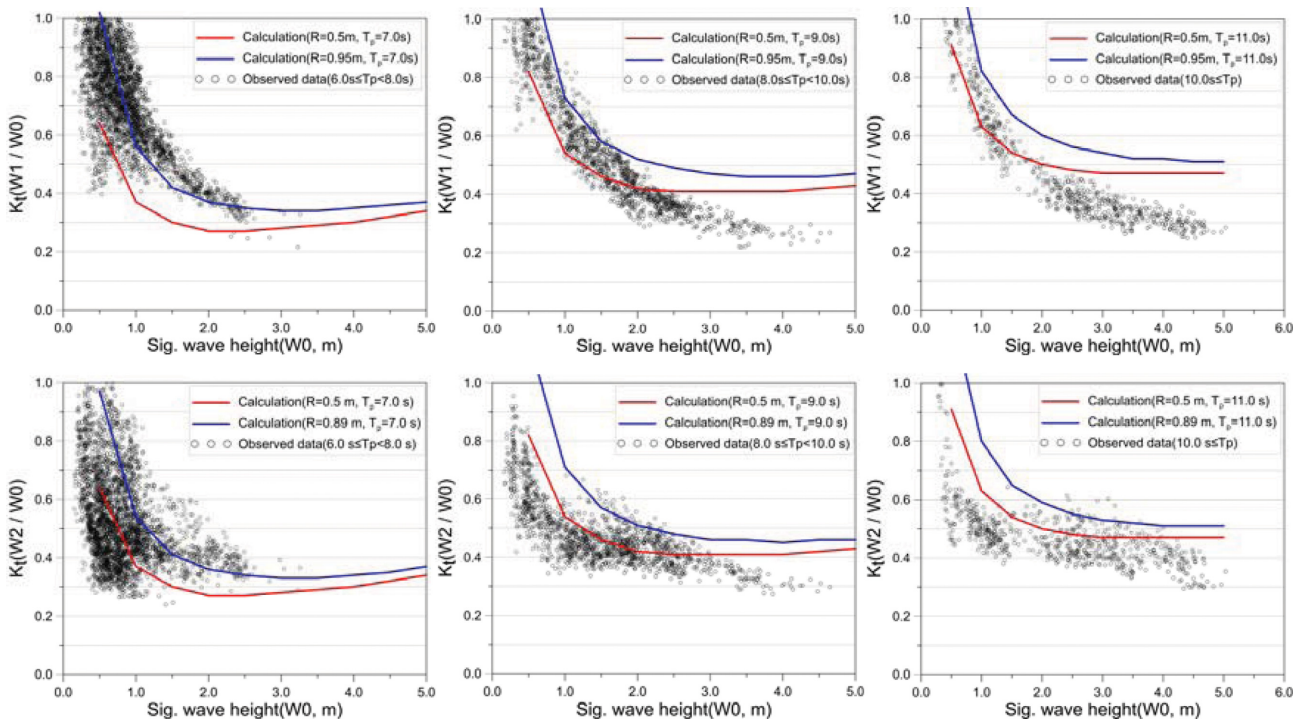 Kt(W1 / W0)
1.0
0.8
0.6
0.4
0.2
0.0
Calculation(R=0.5m, Tp=7.0s)
Calculation(R=0.95m, Tp=7.0s)
Observed data(6.0s≤Tp<8.0s)
0.0 1.0 2.0 3.0 4.0 5.0
Sig. wave height(W0, m)
Kt(W1 / W0)
1.0
0.8
0.6
0.4
0.2
0.0
Calculation(R=0.5m, Tp=9.0s)
Calculation(R=0.95m, Tp=9.0s)
Observed data(8.0s≤Tp<10.0s)
0.0 1.0 2.0 3.0 4.0 5.0
Sig. wave height(W0, m)
Kt(W1 / W0)
1.0
0.8
0.6
0.4
0.2
0.0
Calculation(R=0.5m, Tp=11.0s)
Calculation(R=0.95m, Tp=11.0s)
Observed data(10.0s≤Tp)
0.0 1.0 2.0 3.0 4.0 5.0 6.0
Sig. wave height(W0, m)
Kt(W2 / W0)
1.0
0.8
0.6
0.4
0.2
0.0
Calculation(R=0.5 m, Tp=7.0 s)
Calculation(R=0.89 m, Tp=7.0 s)
Observed data(6.0 s≤Tp<8.0 s)
0.0 1.0 2.0 3.0 4.0 5.0
Sig. wave height(W0, m)
Kt(W2 / W0)
1.0
0.8
0.6
0.4
0.2
0.0
Calculation(R=0.5 m, Tp=9.0 s)
Calculation(R=0.89 m, Tp=9.0 s)
Observed data(8.0 s≤Tp<10.0 s)
0.0 1.0 2.0 3.0 4.0 5.0
Sig. wave height(W0, m)
Kt(W2 / W0)
1.0
0.8
0.6
0.4
0.2
0.0
Calculation(R=0.5 m, Tp=11.0 s)
Calculation(R=0.89 m, Tp=11.0 s)
Observed data(10.0 s≤Tp)
0.0 1.0 2.0 3.0 4.0 5.0 6.0
Sig. wave height(W0, m)